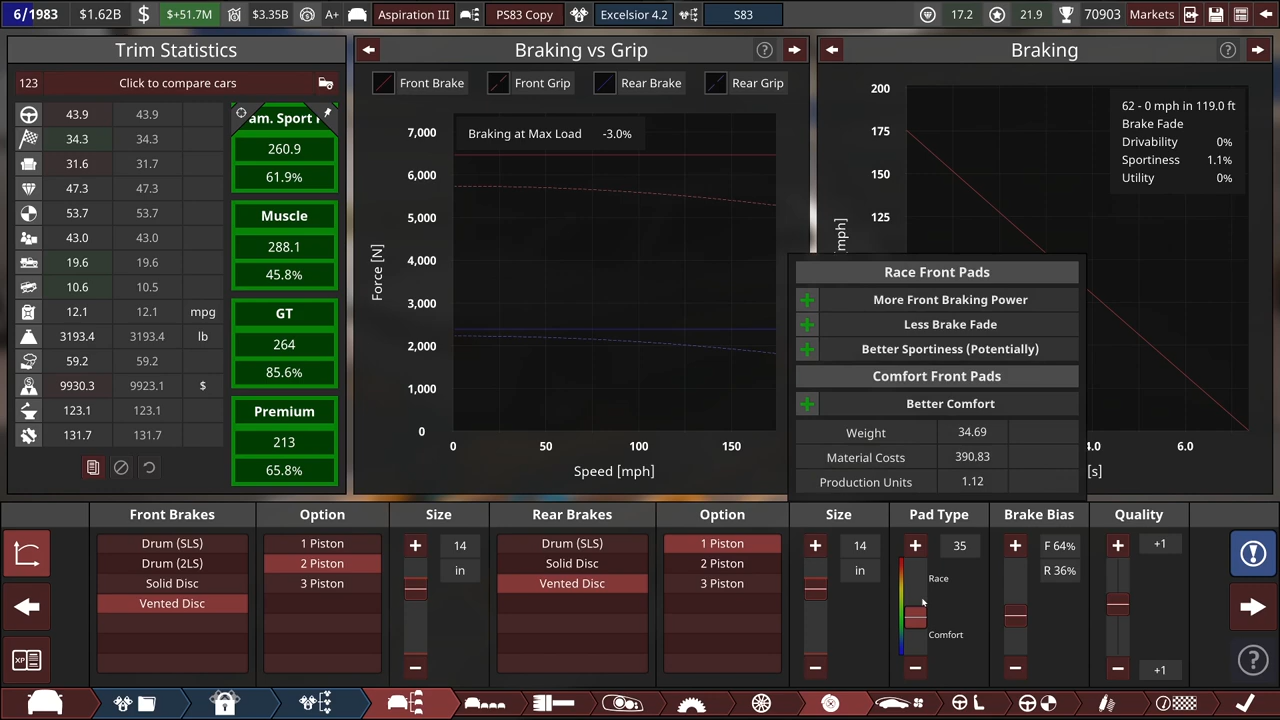 6/1983
$+51.7M
$3.35B
A+
Aspiration III
PS83 Copy
Excelsior 4.2
S83
17.2
21.9
70903
Markets
Trim Statistics
123
Click to compare cars
43.9 43.9
34.3 34.3
31.6 31.7
47.3 47.3
53.7 53.7
43.0 43.0
19.6 19.6
10.6 10.5
12.1 12.1 mpg
3193.4 3193.4 lb
59.2 59.2
9930.3 9923.1 $
123.1 123.1
131.7 131.7
am. Sport
260.9
61.9%
Muscle
288.1
45.8%
GT
264
85.6%
Premium
213
65.8%
Braking vs Grip
?
Front Brake
Front Grip
Rear Brake
Rear Grip
Braking at Max Load -3.0%
7,000
6,000
5,000
4,000
3,000
2,000
1,000
0
Force [N]
0 50 100 150
Speed [mph]
Braking
?
200
175
150
125
mph]
62 - 0 mph in 119.0 ft
Brake Fade
Drivability 0%
Sportiness 1.1%
Utility 0%
4.0 6.0
[s]
Race Front Pads
+ More Front Braking Power
+ Less Brake Fade
+ Better Sportiness (Potentially)
Comfort Front Pads
+ Better Comfort
Weight 34.69
Material Costs 390.83
Production Units 1.12
Front Brakes
Drum (SLS)
Drum (2LS)
Solid Disc
Vented Disc
Option
1 Piston
2 Piston
3 Piston
Size
+ 14
in
−
Rear Brakes
Drum (SLS)
Solid Disc
Vented Disc
Option
1 Piston
2 Piston
3 Piston
Size
+ 14
in
−
Pad Type
+ 35
Race
Comfort
−
Brake Bias
+ F 64%
R 36%
−
Quality
+ +1
− +1
XP
?